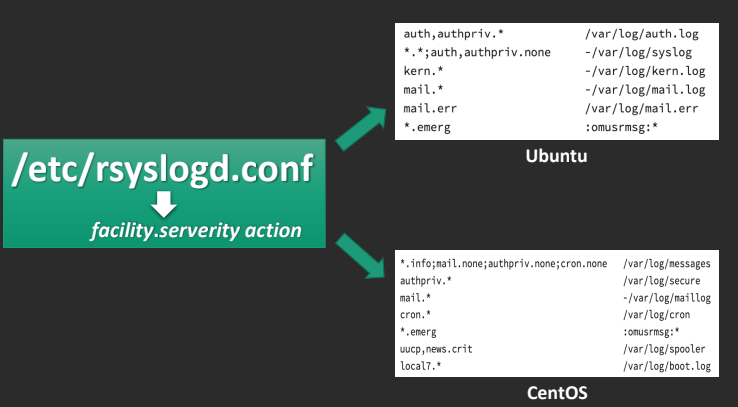 /etc/rsyslogd.conf
facility.serverity action
auth,authpriv.* /var/log/auth.log
*.*;auth,authpriv.none -/var/log/syslog
kern.* -/var/log/kern.log
mail.* -/var/log/mail.log
mail.err /var/log/mail.err
*.emerg :omusrmsg:*
Ubuntu
*.info;mail.none;authpriv.none;cron.none /var/log/messages
authpriv.* /var/log/secure
mail.* -/var/log/maillog
cron.* /var/log/cron
*.emerg :omusrmsg:*
uucp,news.crit /var/log/spooler
local7.* /var/log/boot.log
CentOS